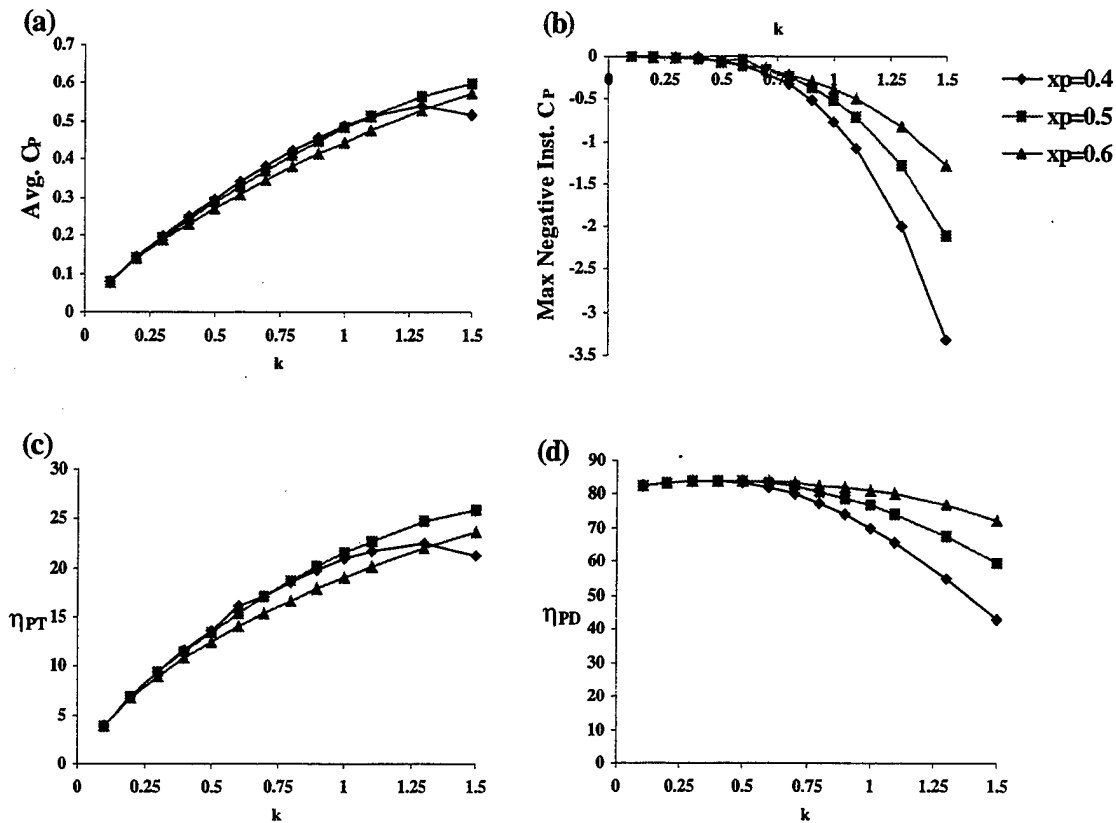 (a)
Avg. CP
0.7
0.6
0.5
0.4
0.3
0.2
0.1
0
0 0.25 0.5 0.75 1 1.25 1.5
k
(b)
k
Max Negative Inst. CP
0
-0.5
-1
-1.5
-2
-2.5
-3
-3.5
0 0.25 0.5 0.75 1 1.25 1.5
xp=0.4
xp=0.5
xp=0.6
(c)
ηPT
30
25
20
15
10
5
0
0 0.25 0.5 0.75 1 1.25 1.5
k
(d)
ηPD
90
80
70
60
50
40
30
20
10
0
0 0.25 0.5 0.75 1 1.25 1.5
k